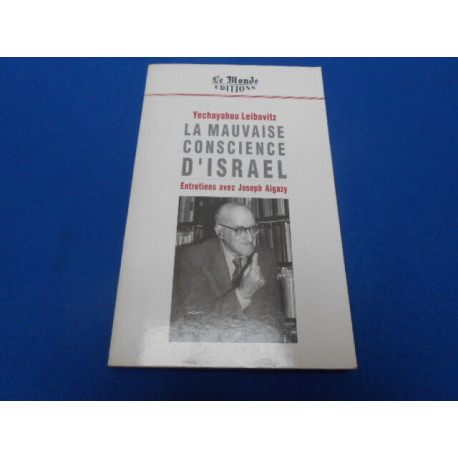 Le Monde
EDITIONS
Yechayahou Leibovitz
LA MAUVAISE
CONSCIENCE
D'ISRAEL
Entretiens avec Joseph Algazy